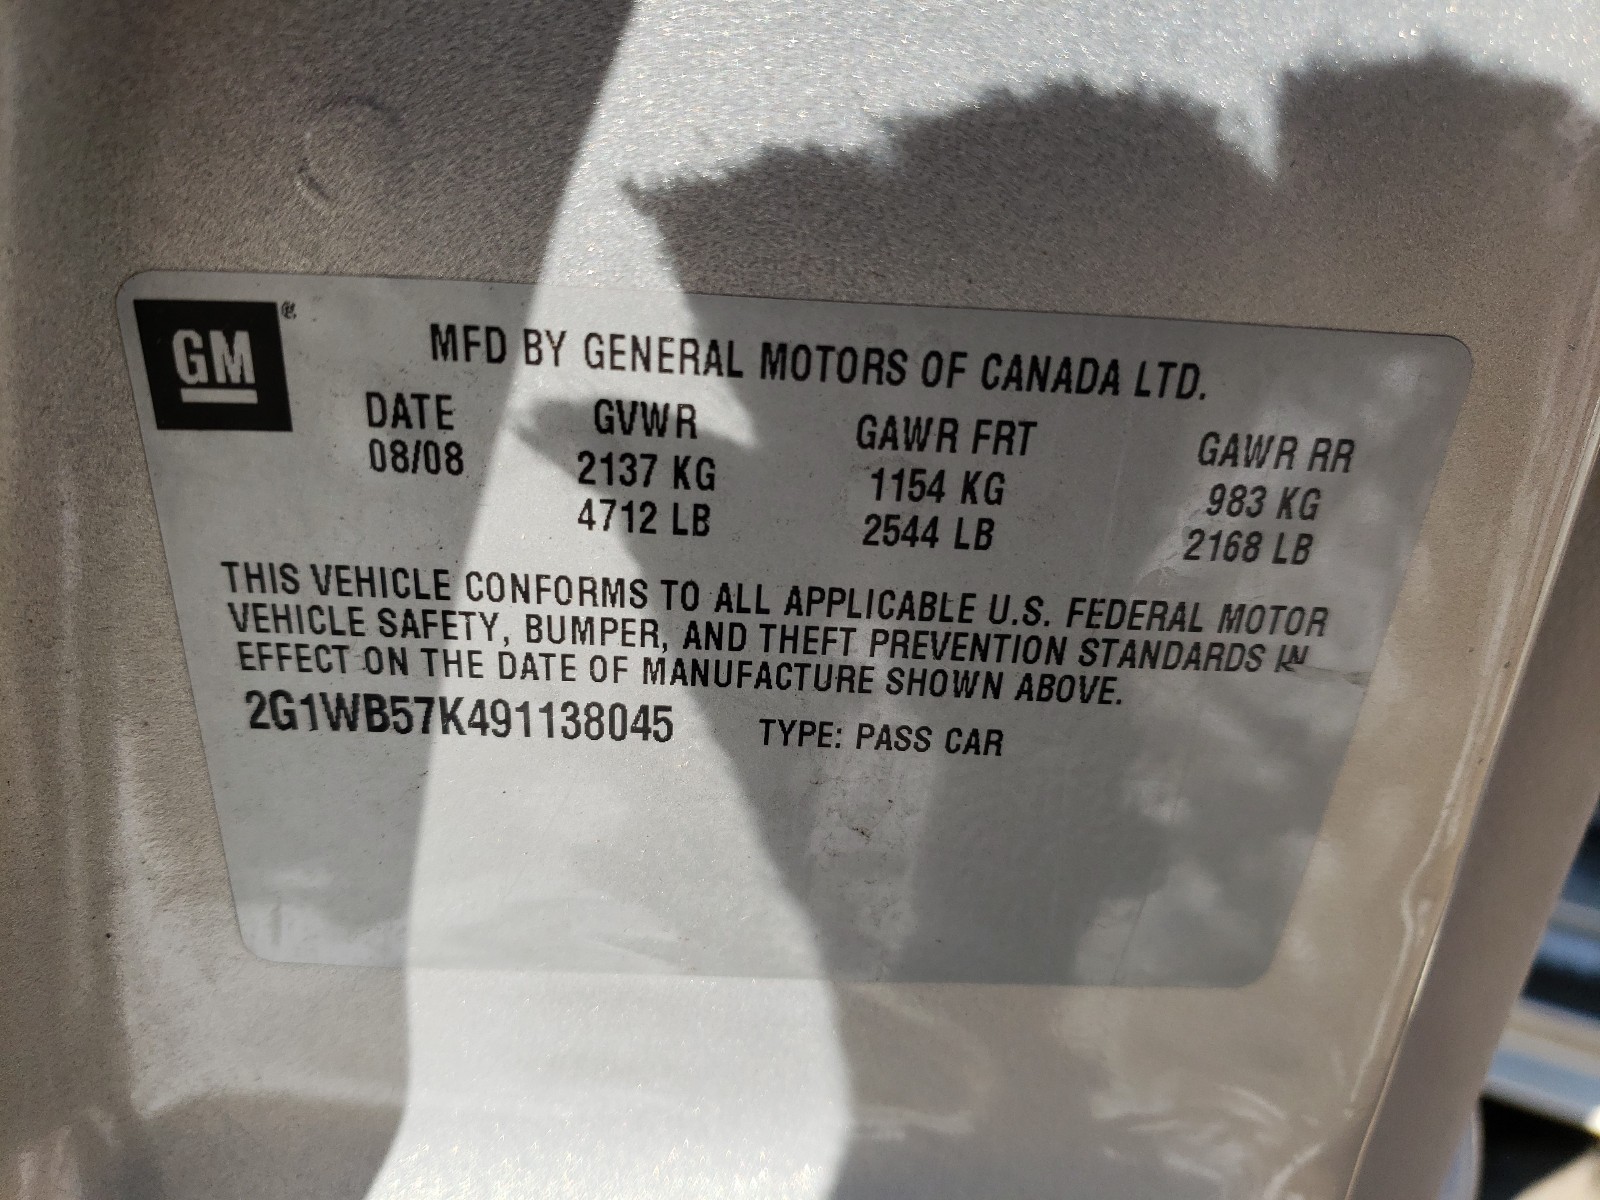 GM®
MFD BY GENERAL MOTORS OF CANADA LTD.
DATE GVWR GAWR FRT GAWR RR
08/08 2137 KG 1154 KG 983 KG
4712 LB 2544 LB 2168 LB
THIS VEHICLE CONFORMS TO ALL APPLICABLE U.S. FEDERAL MOTOR
VEHICLE SAFETY, BUMPER, AND THEFT PREVENTION STANDARDS IN
EFFECT ON THE DATE OF MANUFACTURE SHOWN ABOVE.
2G1WB57K491138045 TYPE: PASS CAR